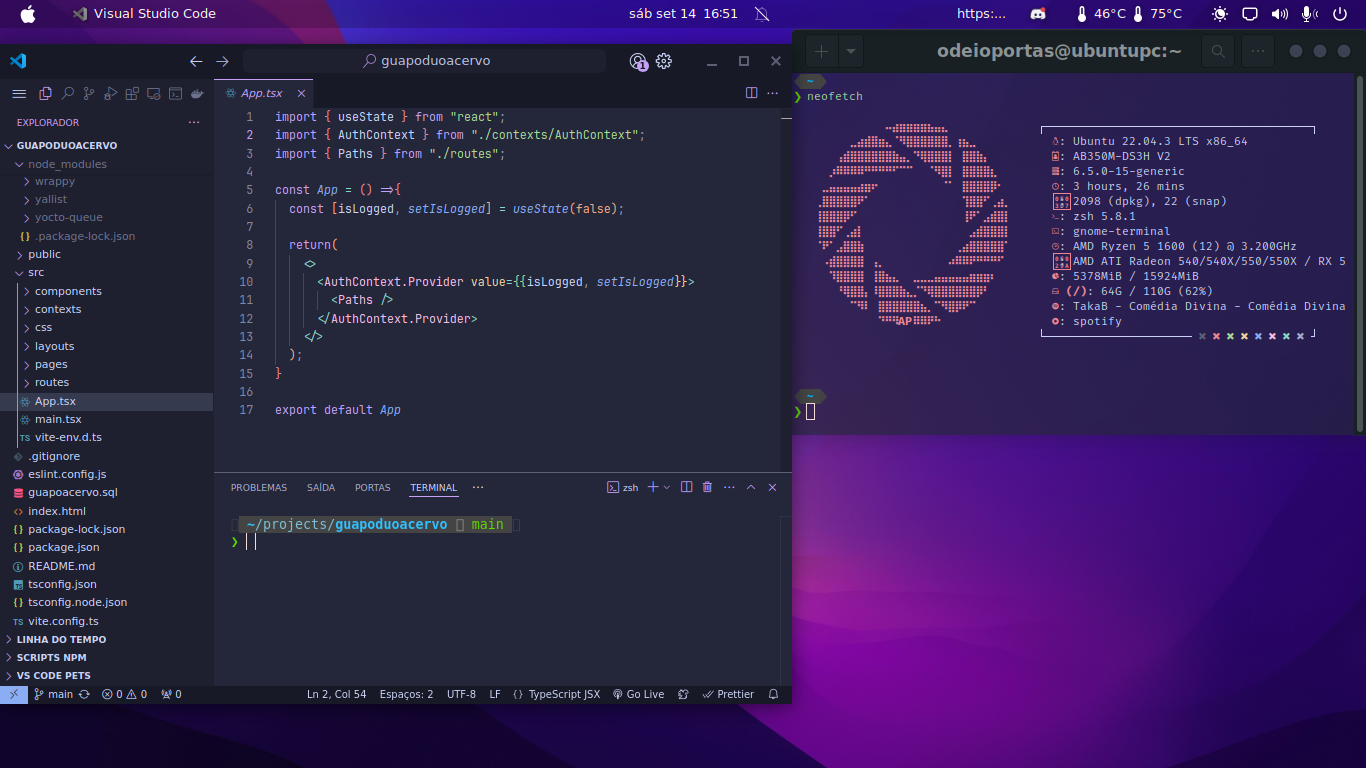 Visual Studio Code
sáb set 14 16:51
https:...
46°C
75°C
guapoduoacervo
1
EXPLORADOR
GUAPODUOACERVO
node_modules
wrappy
yallist
yocto-queue
{} .package-lock.json
public
src
components
contexts
css
layouts
pages
routes
App.tsx
main.tsx
TS vite-env.d.ts
.gitignore
eslint.config.js
guapoacervo.sql
index.html
{} package-lock.json
{} package.json
README.md
TS tsconfig.json
{} tsconfig.node.json
TS vite.config.ts
LINHA DO TEMPO
SCRIPTS NPM
VS CODE PETS
App.tsx
1 import { useState } from "react";
2 import { AuthContext } from "./contexts/AuthContext";
3 import { Paths } from "./routes";
4
5 const App = () =>{
6 const [isLogged, setIsLogged] = useState(false);
7
8 return(
9 <>
10 <AuthContext.Provider value={{isLogged, setIsLogged}}>
11 <Paths />
12 </AuthContext.Provider>
13 </>
14 );
15 }
16
17 export default App
PROBLEMAS SAÍDA PORTAS TERMINAL
zsh
~/projects/guapoduoacervo main
❯
main 0 0 0
Ln 2, Col 54 Espaços: 2 UTF-8 LF {} TypeScript JSX Go Live Prettier
odeioportas@ubuntupc:~
~
❯ neofetch
AP
: Ubuntu 22.04.3 LTS x86_64
: AB350M-DS3H V2
: 6.5.0-15-generic
: 3 hours, 26 mins
2098 (dpkg), 22 (snap)
: zsh 5.8.1
: gnome-terminal
: AMD Ryzen 5 1600 (12) @ 3.200GHz
AMD ATI Radeon 540/540X/550/550X / RX 5
: 5378MiB / 15924MiB
(/): 64G / 110G (62%)
: TakaB - Comédia Divina - Comédia Divina
: spotify
~
❯